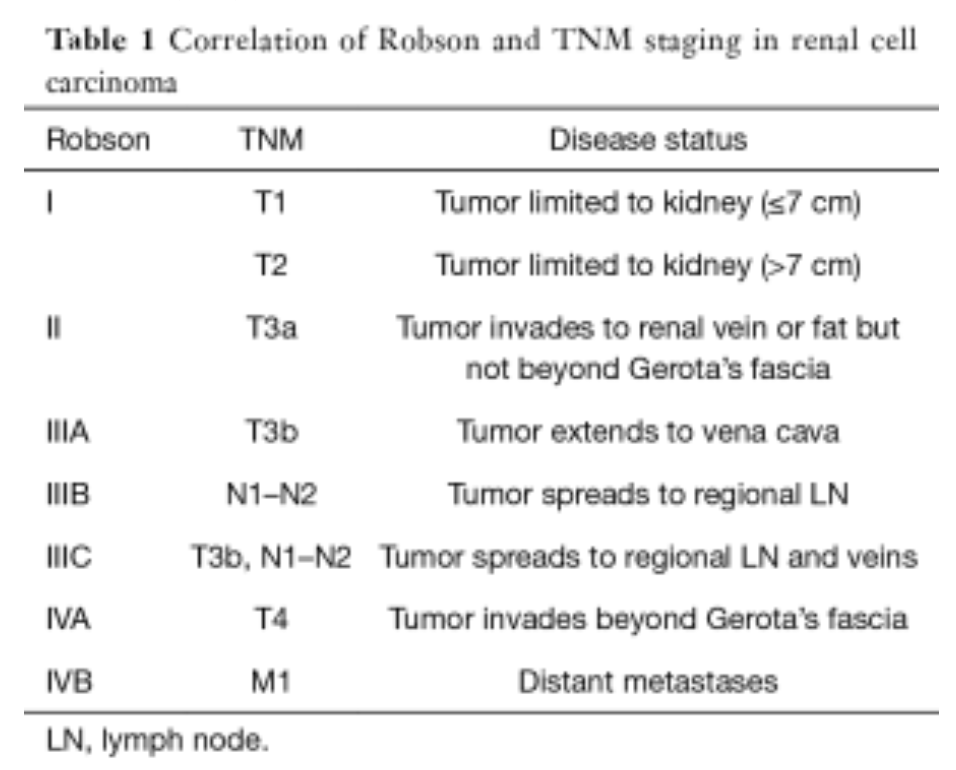 Table 1 Correlation of Robson and TNM staging in renal cell
carcinoma
Robson TNM Disease status
I T1 Tumor limited to kidney (≤7 cm)
T2 Tumor limited to kidney (>7 cm)
II T3a Tumor invades to renal vein or fat but
not beyond Gerota's fascia
IIIA T3b Tumor extends to vena cava
IIIB N1–N2 Tumor spreads to regional LN
IIIC T3b, N1–N2 Tumor spreads to regional LN and veins
IVA T4 Tumor invades beyond Gerota's fascia
IVB M1 Distant metastases
LN, lymph node.